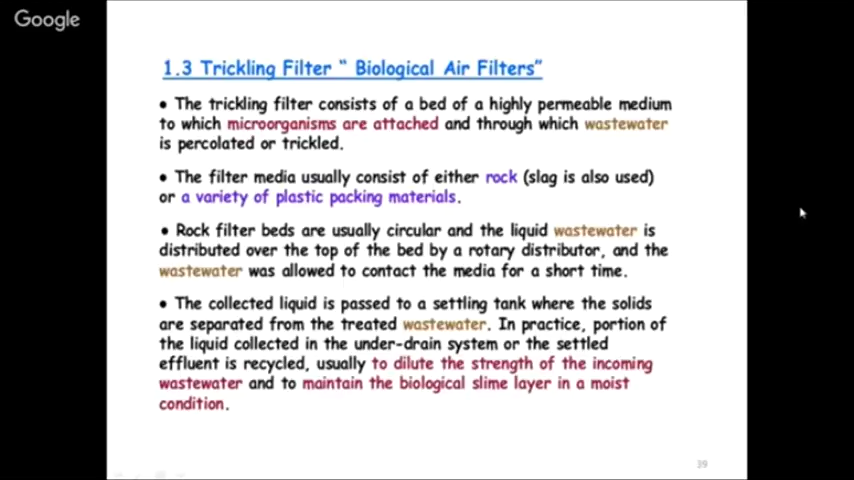 Google
1.3 Trickling Filter “ Biological Air Filters”
• The trickling filter consists of a bed of a highly permeable medium
to which microorganisms are attached and through which wastewater
is percolated or trickled.
• The filter media usually consist of either rock (slag is also used)
or a variety of plastic packing materials.
• Rock filter beds are usually circular and the liquid wastewater is
distributed over the top of the bed by a rotary distributor, and the
wastewater was allowed to contact the media for a short time.
• The collected liquid is passed to a settling tank where the solids
are separated from the treated wastewater. In practice, portion of
the liquid collected in the under-drain system or the settled
effluent is recycled, usually to dilute the strength of the incoming
wastewater and to maintain the biological slime layer in a moist
condition.
39